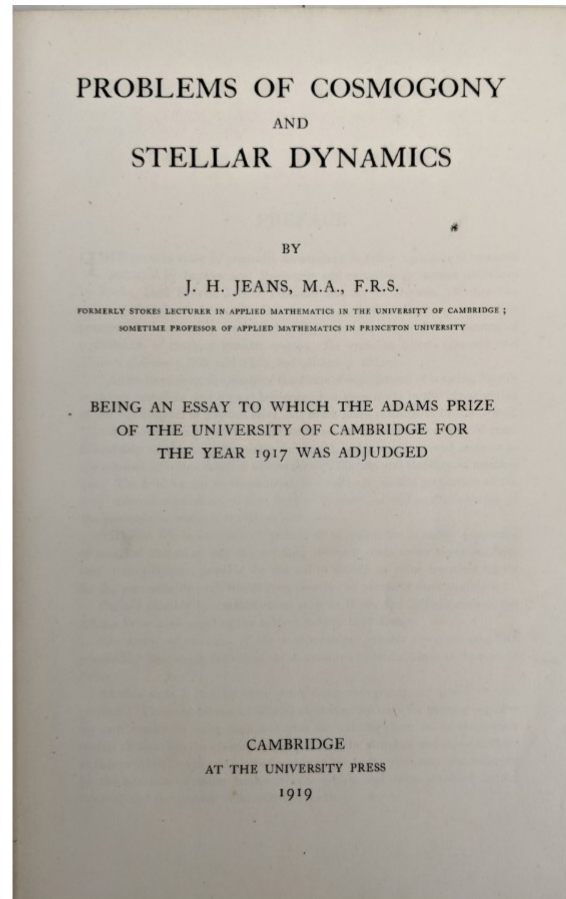 PROBLEMS OF COSMOGONY
AND
STELLAR DYNAMICS
BY
J. H. JEANS, M.A., F.R.S.
FORMERLY STOKES LECTURER IN APPLIED MATHEMATICS IN THE UNIVERSITY OF CAMBRIDGE ;
SOMETIME PROFESSOR OF APPLIED MATHEMATICS IN PRINCETON UNIVERSITY
BEING AN ESSAY TO WHICH THE ADAMS PRIZE
OF THE UNIVERSITY OF CAMBRIDGE FOR
THE YEAR 1917 WAS ADJUDGED
CAMBRIDGE
AT THE UNIVERSITY PRESS
1919